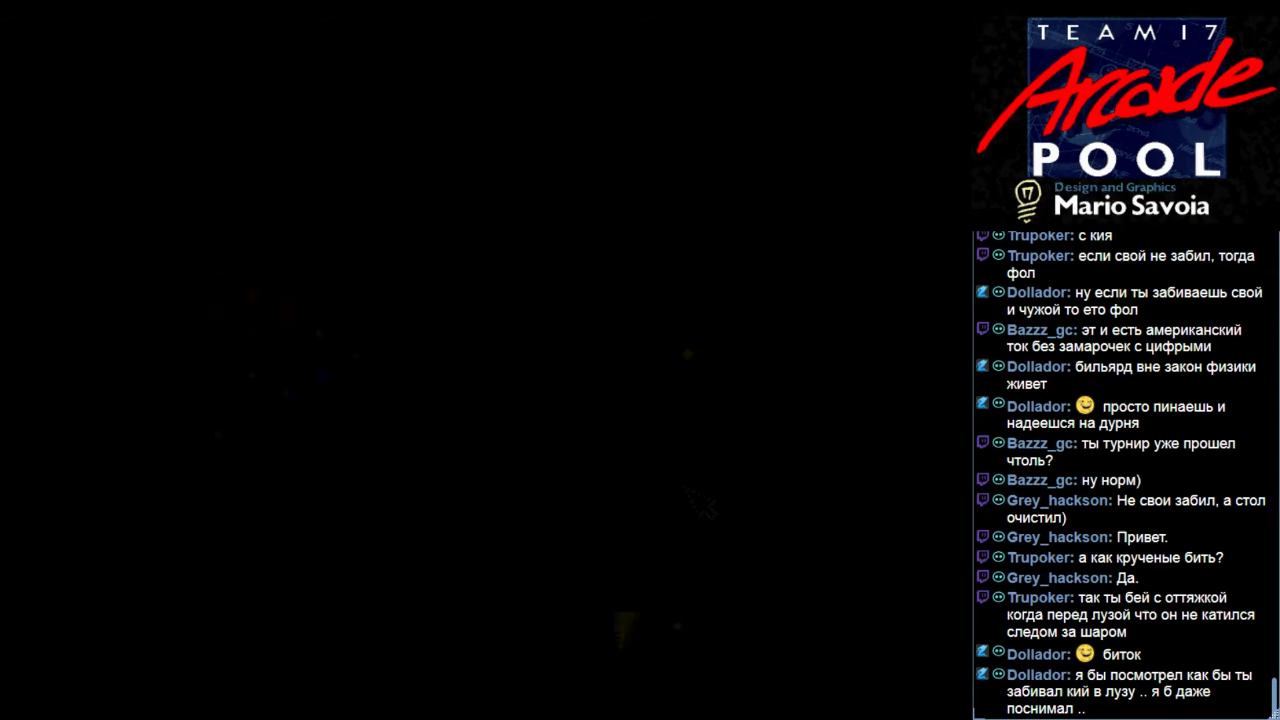 TEAM17
Arcade
POOL
17
Design and Graphics
Mario Savoia
Trupoker: с кия
Trupoker: если свой не забил, тогда
фол
Dollador: ну если ты забиваешь свой
и чужой то ето фол
Bazzz_gc: эт и есть американский
ток без замарочек с цифрыми
Dollador: бильярд вне закон физики
живет
Dollador: просто пинаешь и
надеешся на дурня
Bazzz_gc: ты турнир уже прошел
чтоль?
Bazzz_gc: ну норм)
Grey_hackson: Не свои забил, а стол
очистил)
Grey_hackson: Привет.
Trupoker: а как крученые бить?
Grey_hackson: Да.
Trupoker: так ты бей с оттяжкой
когда перед лузой что он не катился
следом за шаром
Dollador: биток
Dollador: я бы посмотрел как бы ты
забивал кий в лузу .. я б даже
поснимал ..